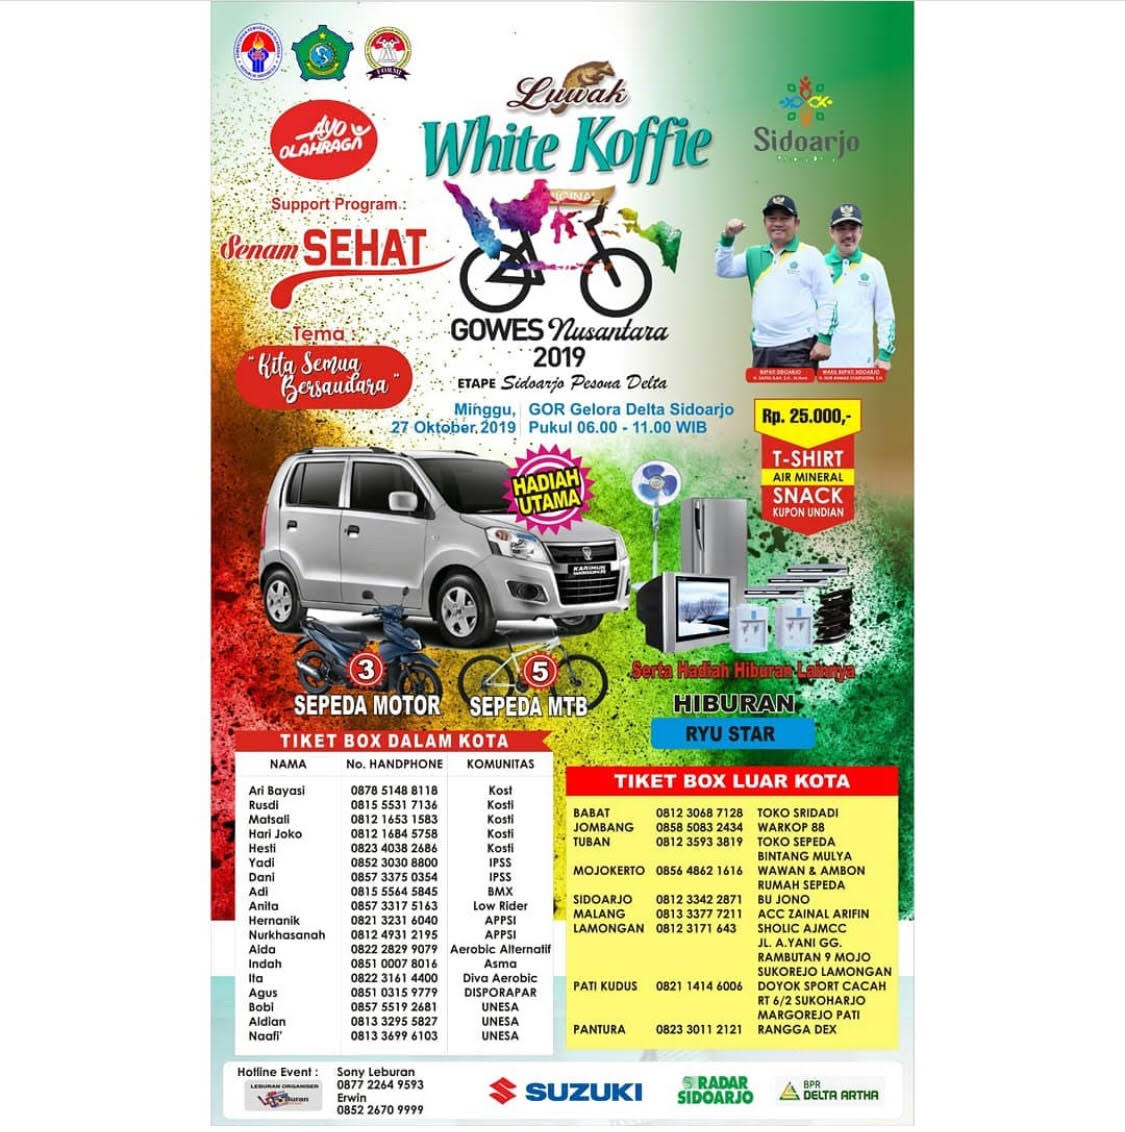 FORMI
AYO
OLAHRAGA
Support Program :
Senam SEHAT
Tema :
"Kita Semua
Bersaudara"
Luwak
White Koffie
ORIGINAL
GOWES Nusantara
2019
ETAPE Sidoarjo Pesona Delta
Minggu,
27 Oktober 2019
GOR Gelora Delta Sidoarjo
Pukul 06.00 - 11.00 WIB
Sidoarjo
BUPATI SIDOARJO
WAKIL BUPATI SIDOARJO
Rp. 25.000,-
T-SHIRT
AIR MINERAL
SNACK
KUPON UNDIAN
HADIAH
UTAMA
KARIMUN
WAGON R
3
SEPEDA MOTOR
5
SEPEDA MTB
Serta Hadiah Hiburan Lainnya
HIBURAN
RYU STAR
TIKET BOX DALAM KOTA
NAMA No. HANDPHONE KOMUNITAS
Ari Bayasi 0878 5148 8118 Kost
Rusdi 0815 5531 7136 Kosti
Matsali 0812 1653 1583 Kosti
Hari Joko 0812 1684 5758 Kosti
Hesti 0823 4038 2686 Kosti
Yadi 0852 3030 8800 IPSS
Dani 0857 3375 0354 IPSS
Adi 0815 5564 5845 BMX
Anita 0857 3317 5163 Low Rider
Hernanik 0821 3231 6040 APPSI
Nurkhasanah 0812 4931 2195 APPSI
Aida 0822 2829 9079 Aerobic Alternatif
Indah 0851 0007 8016 Asma
Ita 0822 3161 4400 Diva Aerobic
Agus 0851 0315 9779 DISPORAPAR
Bobi 0857 5519 2681 UNESA
Aldian 0813 3295 5827 UNESA
Naafi' 0813 3699 6103 UNESA
TIKET BOX LUAR KOTA
BABAT 0812 3068 7128 TOKO SRIDADI
JOMBANG 0858 5083 2434 WARKOP 88
TUBAN 0812 3593 3819 TOKO SEPEDA
BINTANG MULYA
MOJOKERTO 0856 4862 1616 WAWAN & AMBON
RUMAH SEPEDA
SIDOARJO 0812 3342 2871 BU JONO
MALANG 0813 3377 7211 ACC ZAINAL ARIFIN
LAMONGAN 0812 3171 643 SHOLIC AJMCC
JL. A.YANI GG.
RAMBUTAN 9 MOJO
SUKOREJO LAMONGAN
PATI KUDUS 0821 1414 6006 DOYOK SPORT CACAH
RT 6/2 SUKOHARJO
MARGOREJO PATI
PANTURA 0823 3011 2121 RANGGA DEX
Hotline Event :
LEBURAN ORGANISER
Sony Leburan
0877 2264 9593
Erwin
0852 2670 9999
SUZUKI
RADAR
SIDOARJO
BPR
DELTA ARTHA